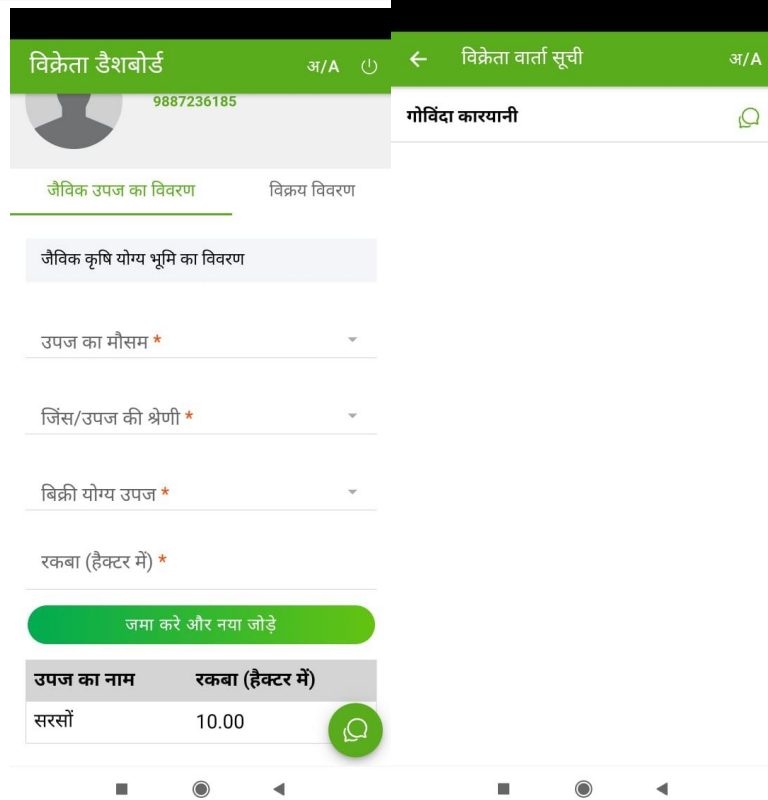 विक्रेता डैशबोर्ड
अ/A
9887236185
जैविक उपज का विवरण
विक्रय विवरण
जैविक कृषि योग्य भूमि का विवरण
उपज का मौसम *
जिंस/उपज की श्रेणी *
बिक्री योग्य उपज *
रकबा (हैक्टर में) *
जमा करे और नया जोड़े
उपज का नाम रकबा (हैक्टर में)
सरसों 10.00
विक्रेता वार्ता सूची
अ/A
गोविंदा कारयानी